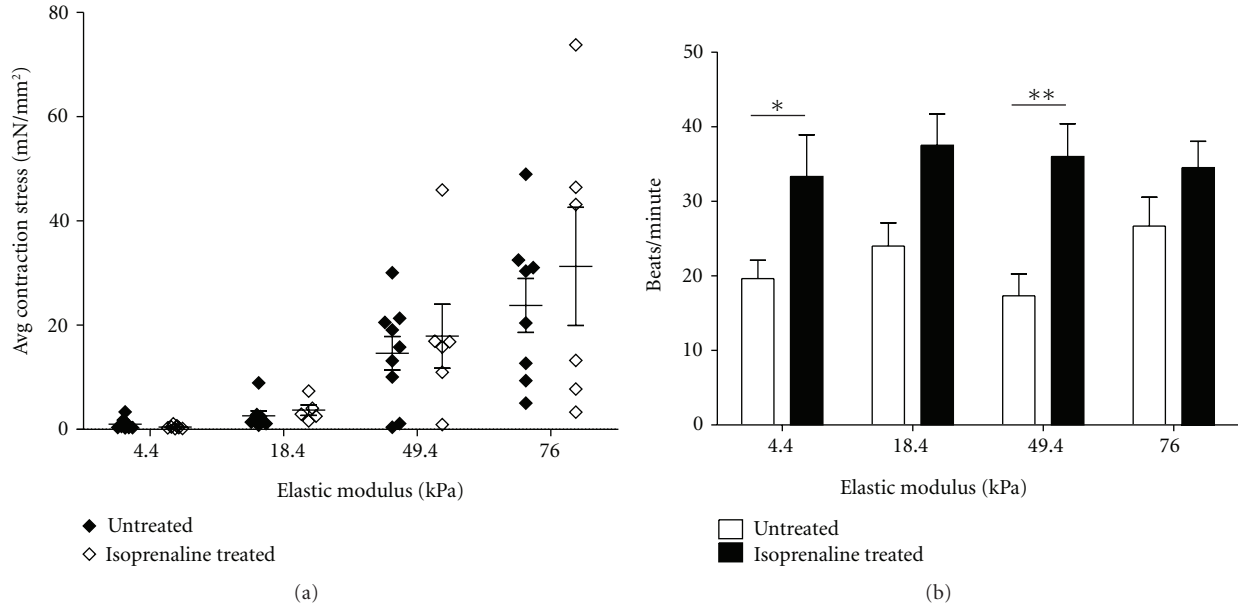 80
60
40
20
0
Avg contraction stress (mN/mm²)
4.4 18.4 49.4 76
Elastic modulus (kPa)
Untreated
Isoprenaline treated
(a)
50
40
30
20
10
0
Beats/minute
*
**
4.4 18.4 49.4 76
Elastic modulus (kPa)
Untreated
Isoprenaline treated
(b)